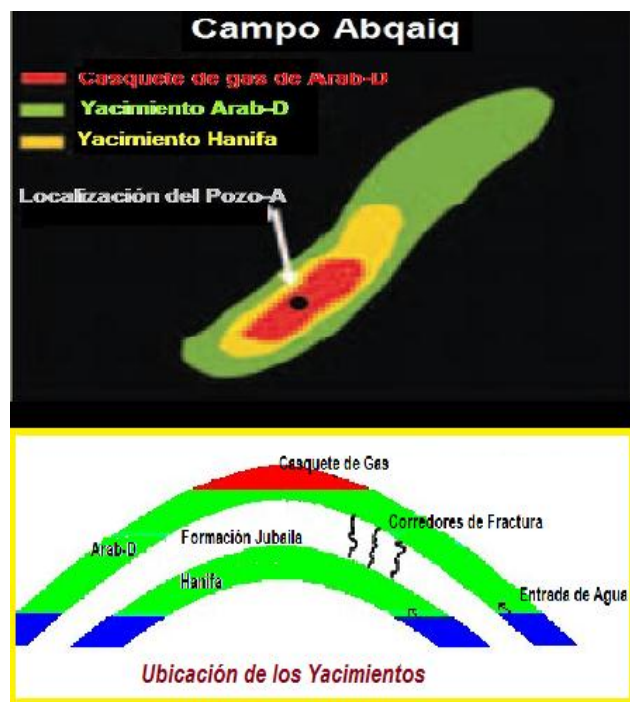 Campo Abqaiq
Casquete de gas de Arab-D
Yacimiento Arab-D
Yacimiento Hanifa
Localización del Pozo-A
Casquete de Gas
Corredores de Fractura
Formación Jubaila
Arab-D
Hanifa
Entrada de Agua
Ubicación de los Yacimientos